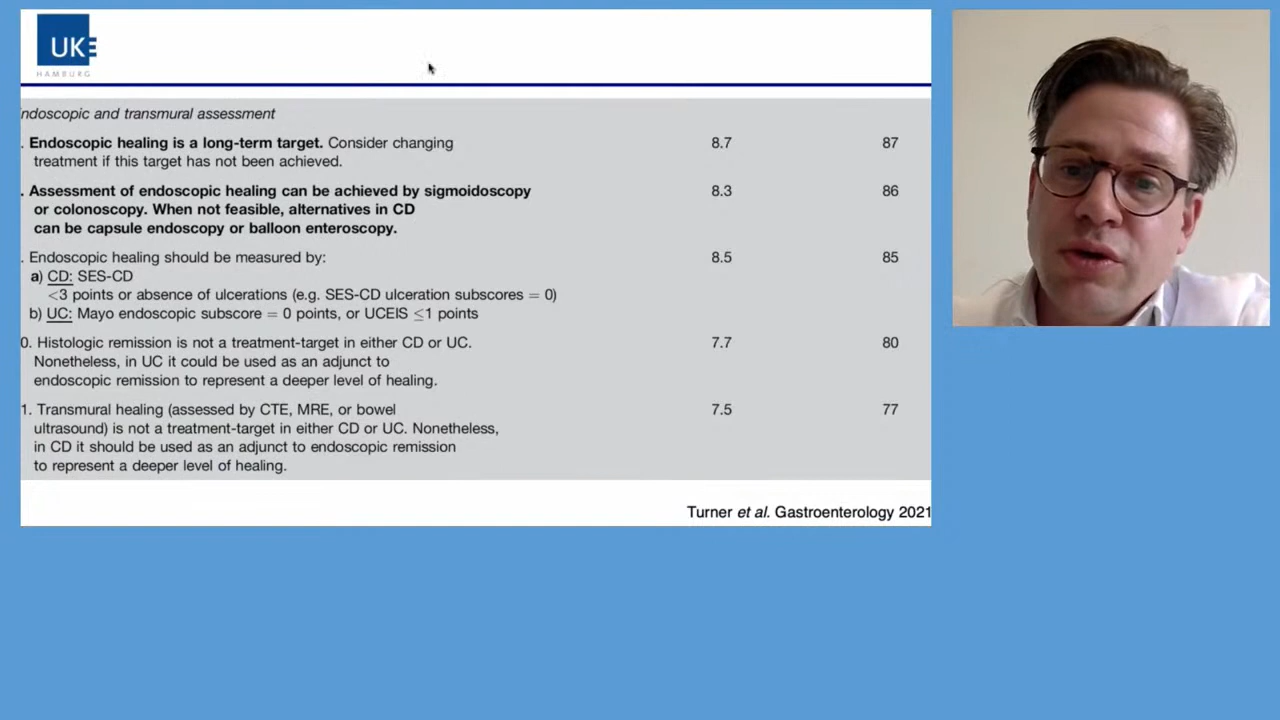 UKE
HAMBURG
ndoscopic and transmural assessment
. Endoscopic healing is a long-term target. Consider changing 8.7 87
treatment if this target has not been achieved.
. Assessment of endoscopic healing can be achieved by sigmoidoscopy 8.3 86
or colonoscopy. When not feasible, alternatives in CD
can be capsule endoscopy or balloon enteroscopy.
. Endoscopic healing should be measured by: 8.5 85
a) CD: SES-CD
<3 points or absence of ulcerations (e.g. SES-CD ulceration subscores = 0)
b) UC: Mayo endoscopic subscore = 0 points, or UCEIS ≤1 points
0. Histologic remission is not a treatment-target in either CD or UC. 7.7 80
Nonetheless, in UC it could be used as an adjunct to
endoscopic remission to represent a deeper level of healing.
1. Transmural healing (assessed by CTE, MRE, or bowel 7.5 77
ultrasound) is not a treatment-target in either CD or UC. Nonetheless,
in CD it should be used as an adjunct to endoscopic remission
to represent a deeper level of healing.
Turner et al. Gastroenterology 2021